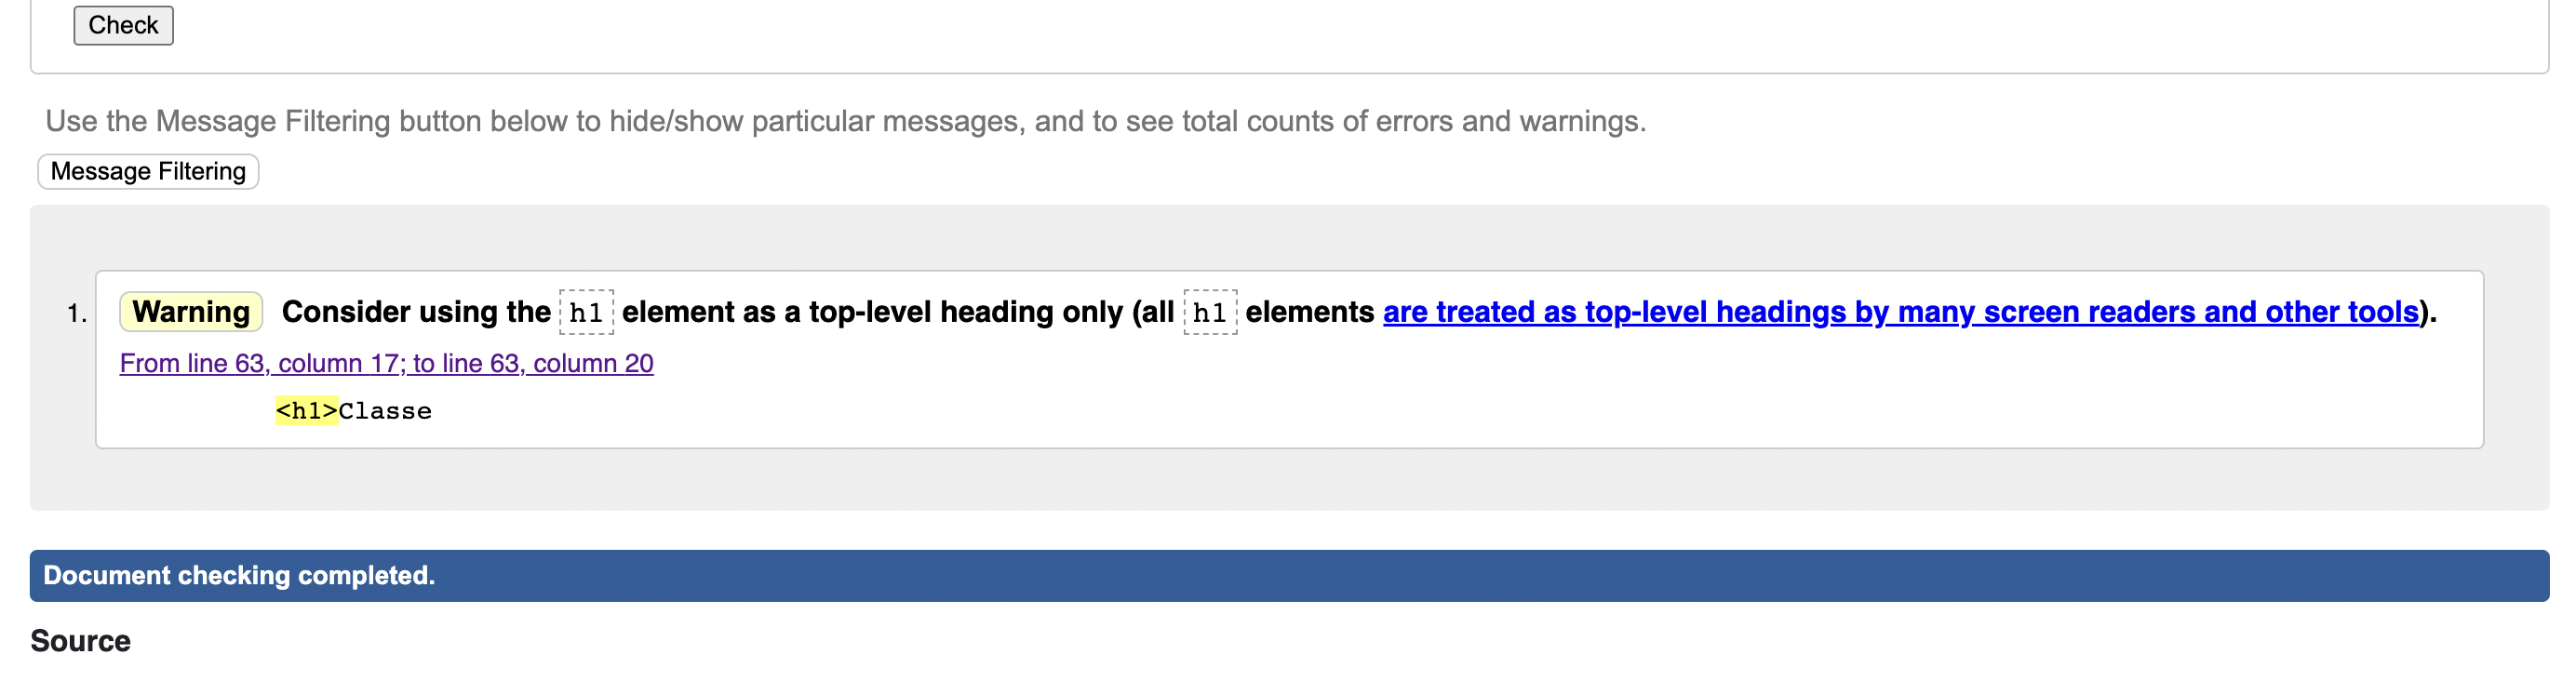 Check
Use the Message Filtering button below to hide/show particular messages, and to see total counts of errors and warnings.
Message Filtering
1. Warning Consider using the h1 element as a top-level heading only (all h1 elements are treated as top-level headings by many screen readers and other tools).
From line 63, column 17; to line 63, column 20
<h1>Classe
Document checking completed.
Source